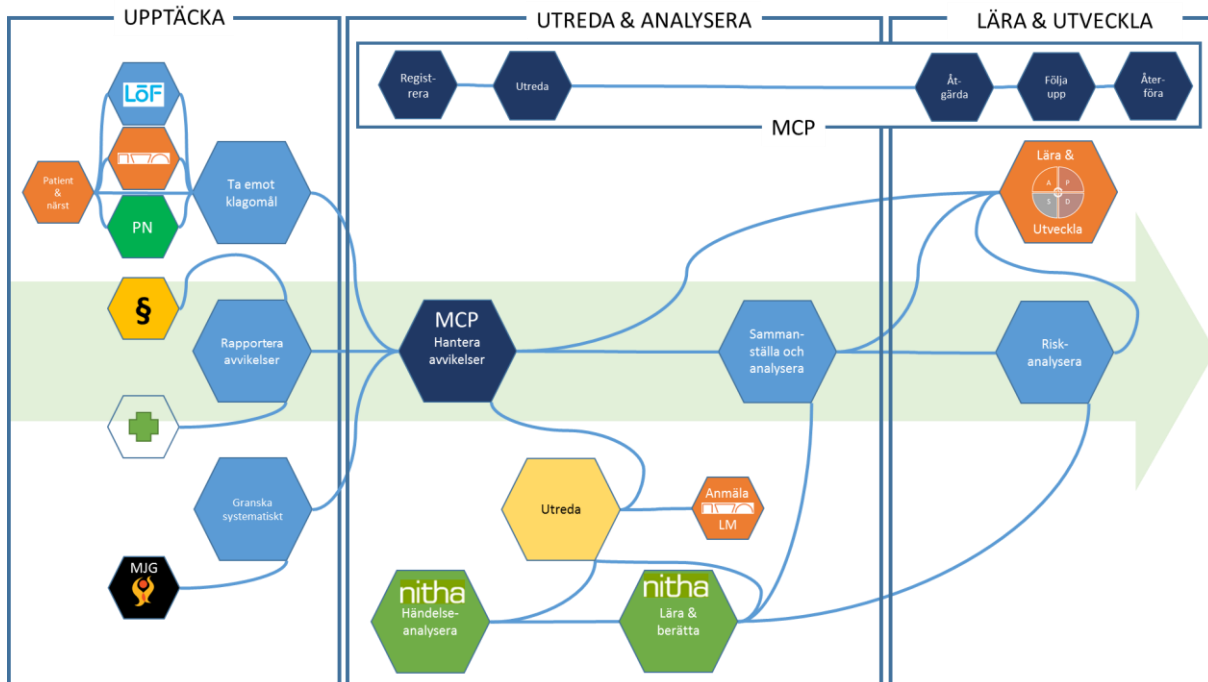 UPPTÄCKA
UTREDA & ANALYSERA
LÄRA & UTVECKLA
Regist-
rera
Utreda
Åt-
gärda
Följa
upp
Åter-
föra
MCP
LÖF
Patient
&
närst
PN
Ta emot
klagomål
§
Rapportera
avvikelser
Granska
systematiskt
MJG
MCP
Hantera
avvikelser
Samman-
ställa och
analysera
Lära &
A P
S D
Utveckla
Risk-
analysera
Utreda
Anmäla
LM
nitha
Händelse-
analysera
nitha
Lära &
berätta